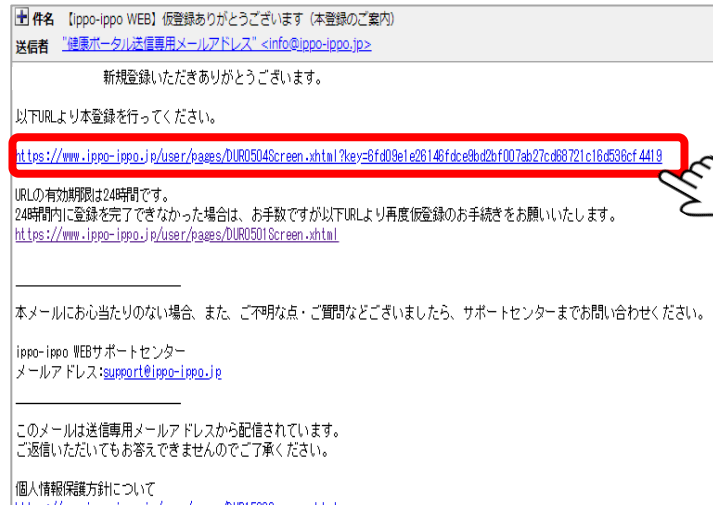 件名 【ippo-ippo WEB】仮登録ありがとうございます（本登録のご案内）
送信者 "健康ポータル送信専用メールアドレス" <info@ippo-ippo.jp>
新規登録いただきありがとうございます。
以下URLより本登録を行ってください。
https://www.ippo-ippo.jp/user/pages/DUR0504Screen.xhtml?key=6fd09e1e26146fdce9bd2bf007ab27cd68721c16d536cf4419
URLの有効期限は24時間です。
24時間内に登録を完了できなかった場合は、お手数ですが以下URLより再度仮登録のお手続きをお願いいたします。
https://www.ippo-ippo.jp/user/pages/DUR0501Screen.xhtml
本メールにお心当たりのない場合、また、ご不明な点・ご質問などございましたら、サポートセンターまでお問い合わせください。
ippo-ippo WEBサポートセンター
メールアドレス:support@ippo-ippo.jp
このメールは送信専用メールアドレスから配信されています。
ご返信いただいてもお答えできませんのでご了承ください。
個人情報保護方針について